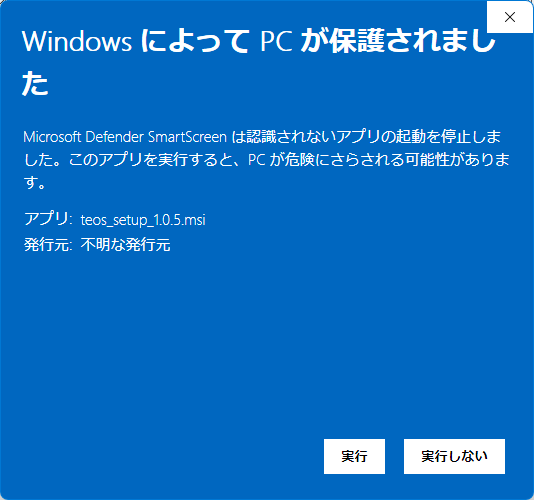 Windows によって PC が保護されまし
た
Microsoft Defender SmartScreen は認識されないアプリの起動を停止しま
した。このアプリを実行すると、PC が危険にさらされる可能性がありま
す。
アプリ: teos_setup_1.0.5.msi
発行元: 不明な発行元
実行 実行しない